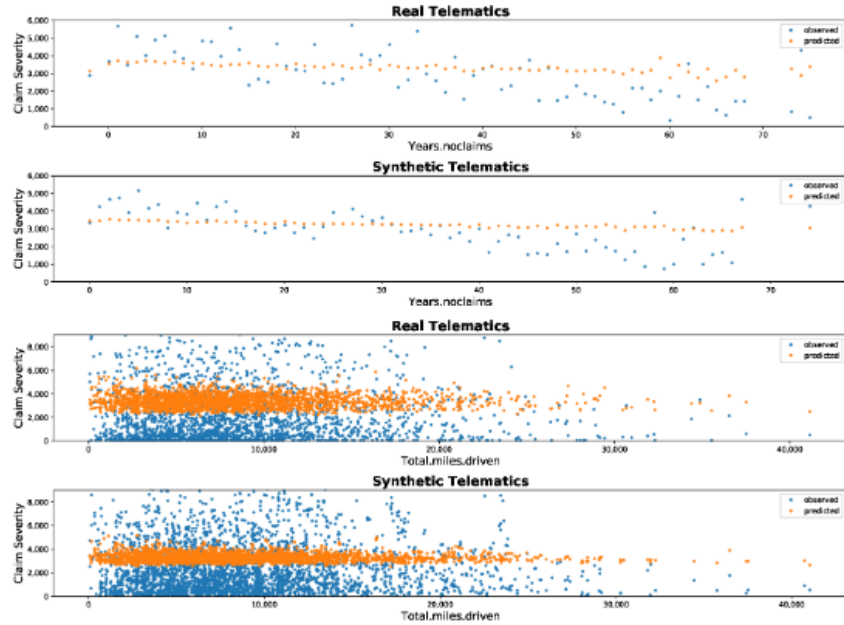 Real Telematics
6,000
5,000
4,000
3,000
2,000
1,000
0
Claim Severity
observed
predicted
0 10 20 30 40 50 60 70
Years.noclaims
Synthetic Telematics
6,000
5,000
4,000
3,000
2,000
1,000
0
Claim Severity
observed
predicted
0 10 20 30 40 50 60 70
Years.noclaims
Real Telematics
8,000
6,000
4,000
2,000
0
Claim Severity
observed
predicted
0 10,000 20,000 30,000 40,000
Total.miles.driven
Synthetic Telematics
8,000
6,000
4,000
2,000
0
Claim Severity
observed
predicted
0 10,000 20,000 30,000 40,000
Total.miles.driven